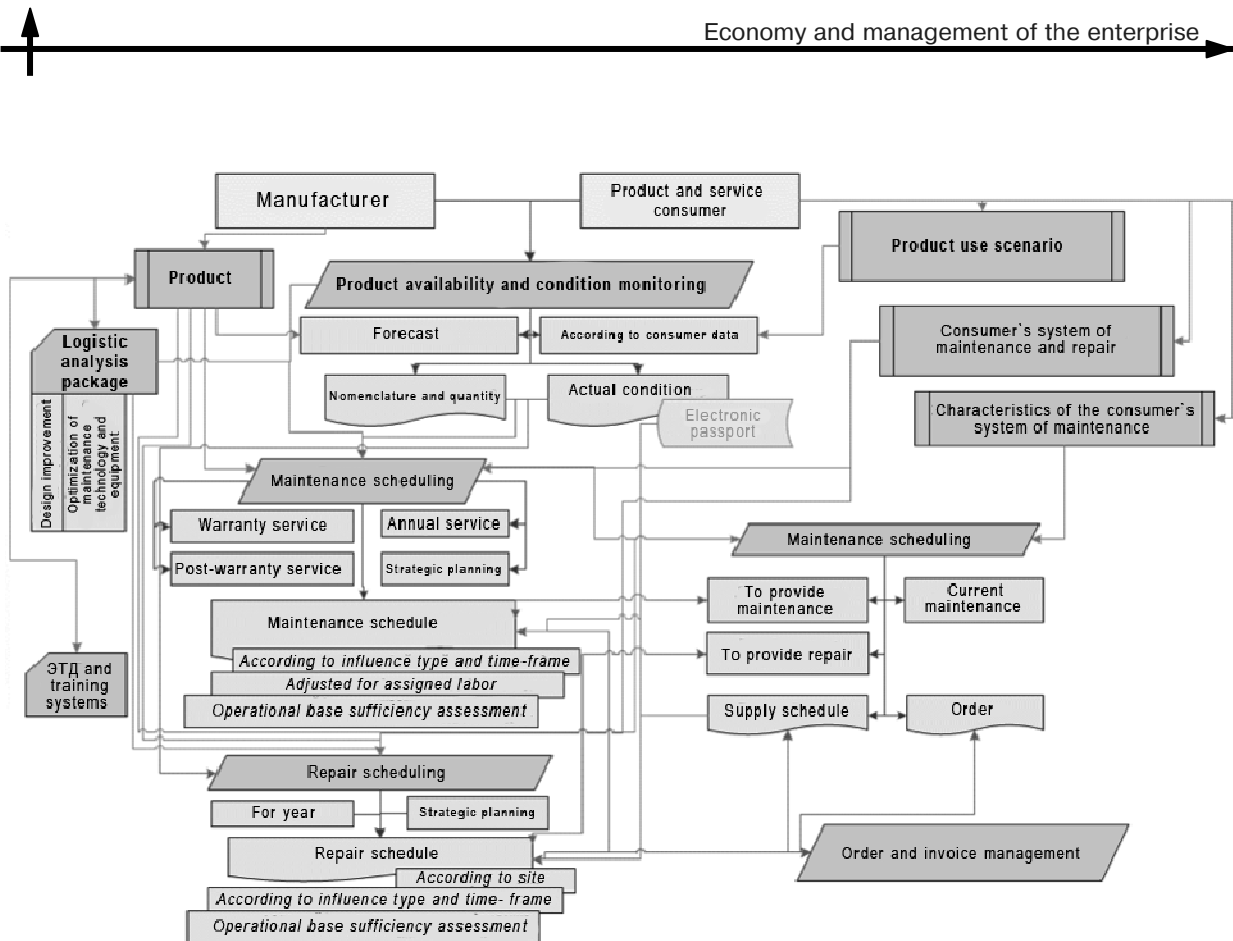 Economy and management of the enterprise
Manufacturer
Product and service
consumer
Product
Product use scenario
Product availability and condition monitoring
Forecast
According to consumer data
Logistic
analysis
package
Consumer`s system of
maintenance and repair
Nomenclature and quantity
Actual condition
Electronic
passport
Characteristics of the consumer`s
system of maintenance
Design improvement
Optimization of
maintenance
technology and
equipment
Maintenance scheduling
Warranty service
Annual service
Post-warranty service
Strategic planning
Maintenance scheduling
To provide
maintenance
Current
maintenance
Maintenance schedule
To provide repair
According to influence type and time-frame
Adjusted for assigned labor
Operational base sufficiency assessment
ЭТД and
training
systems
Supply schedule
Order
Repair scheduling
For year
Strategic planning
Repair schedule
Order and invoice management
According to site
According to influence type and time- frame
Operational base sufficiency assessment